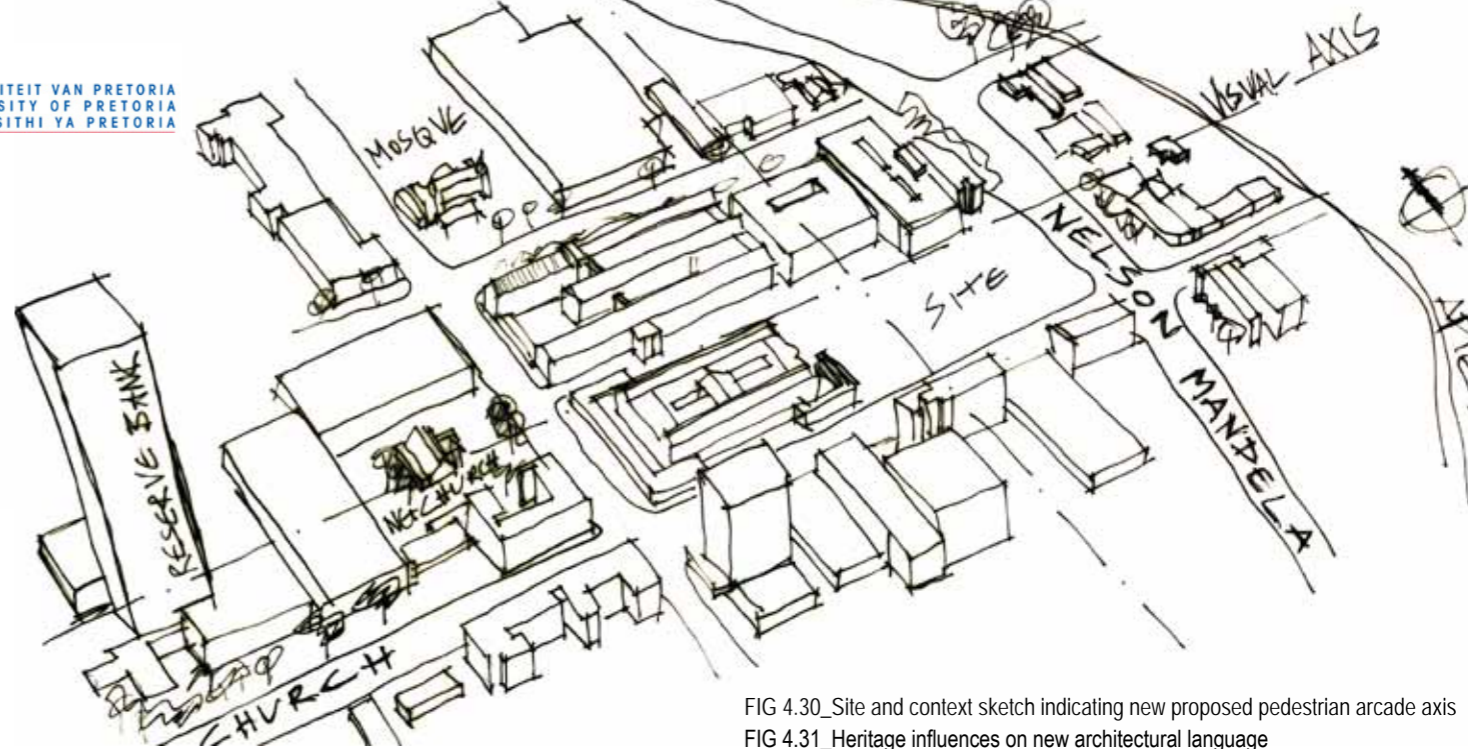 ITEIT VAN PRETORIA
SITY OF PRETORIA
SITHI YA PRETORIA
MOSQUE
VISUAL AXIS
NELSON MANDELA
SITE
RESERVE BANK
CHURCH
FIG 4.30_Site and context sketch indicating new proposed pedestrian arcade axis
FIG 4.31_Heritage influences on new architectural language